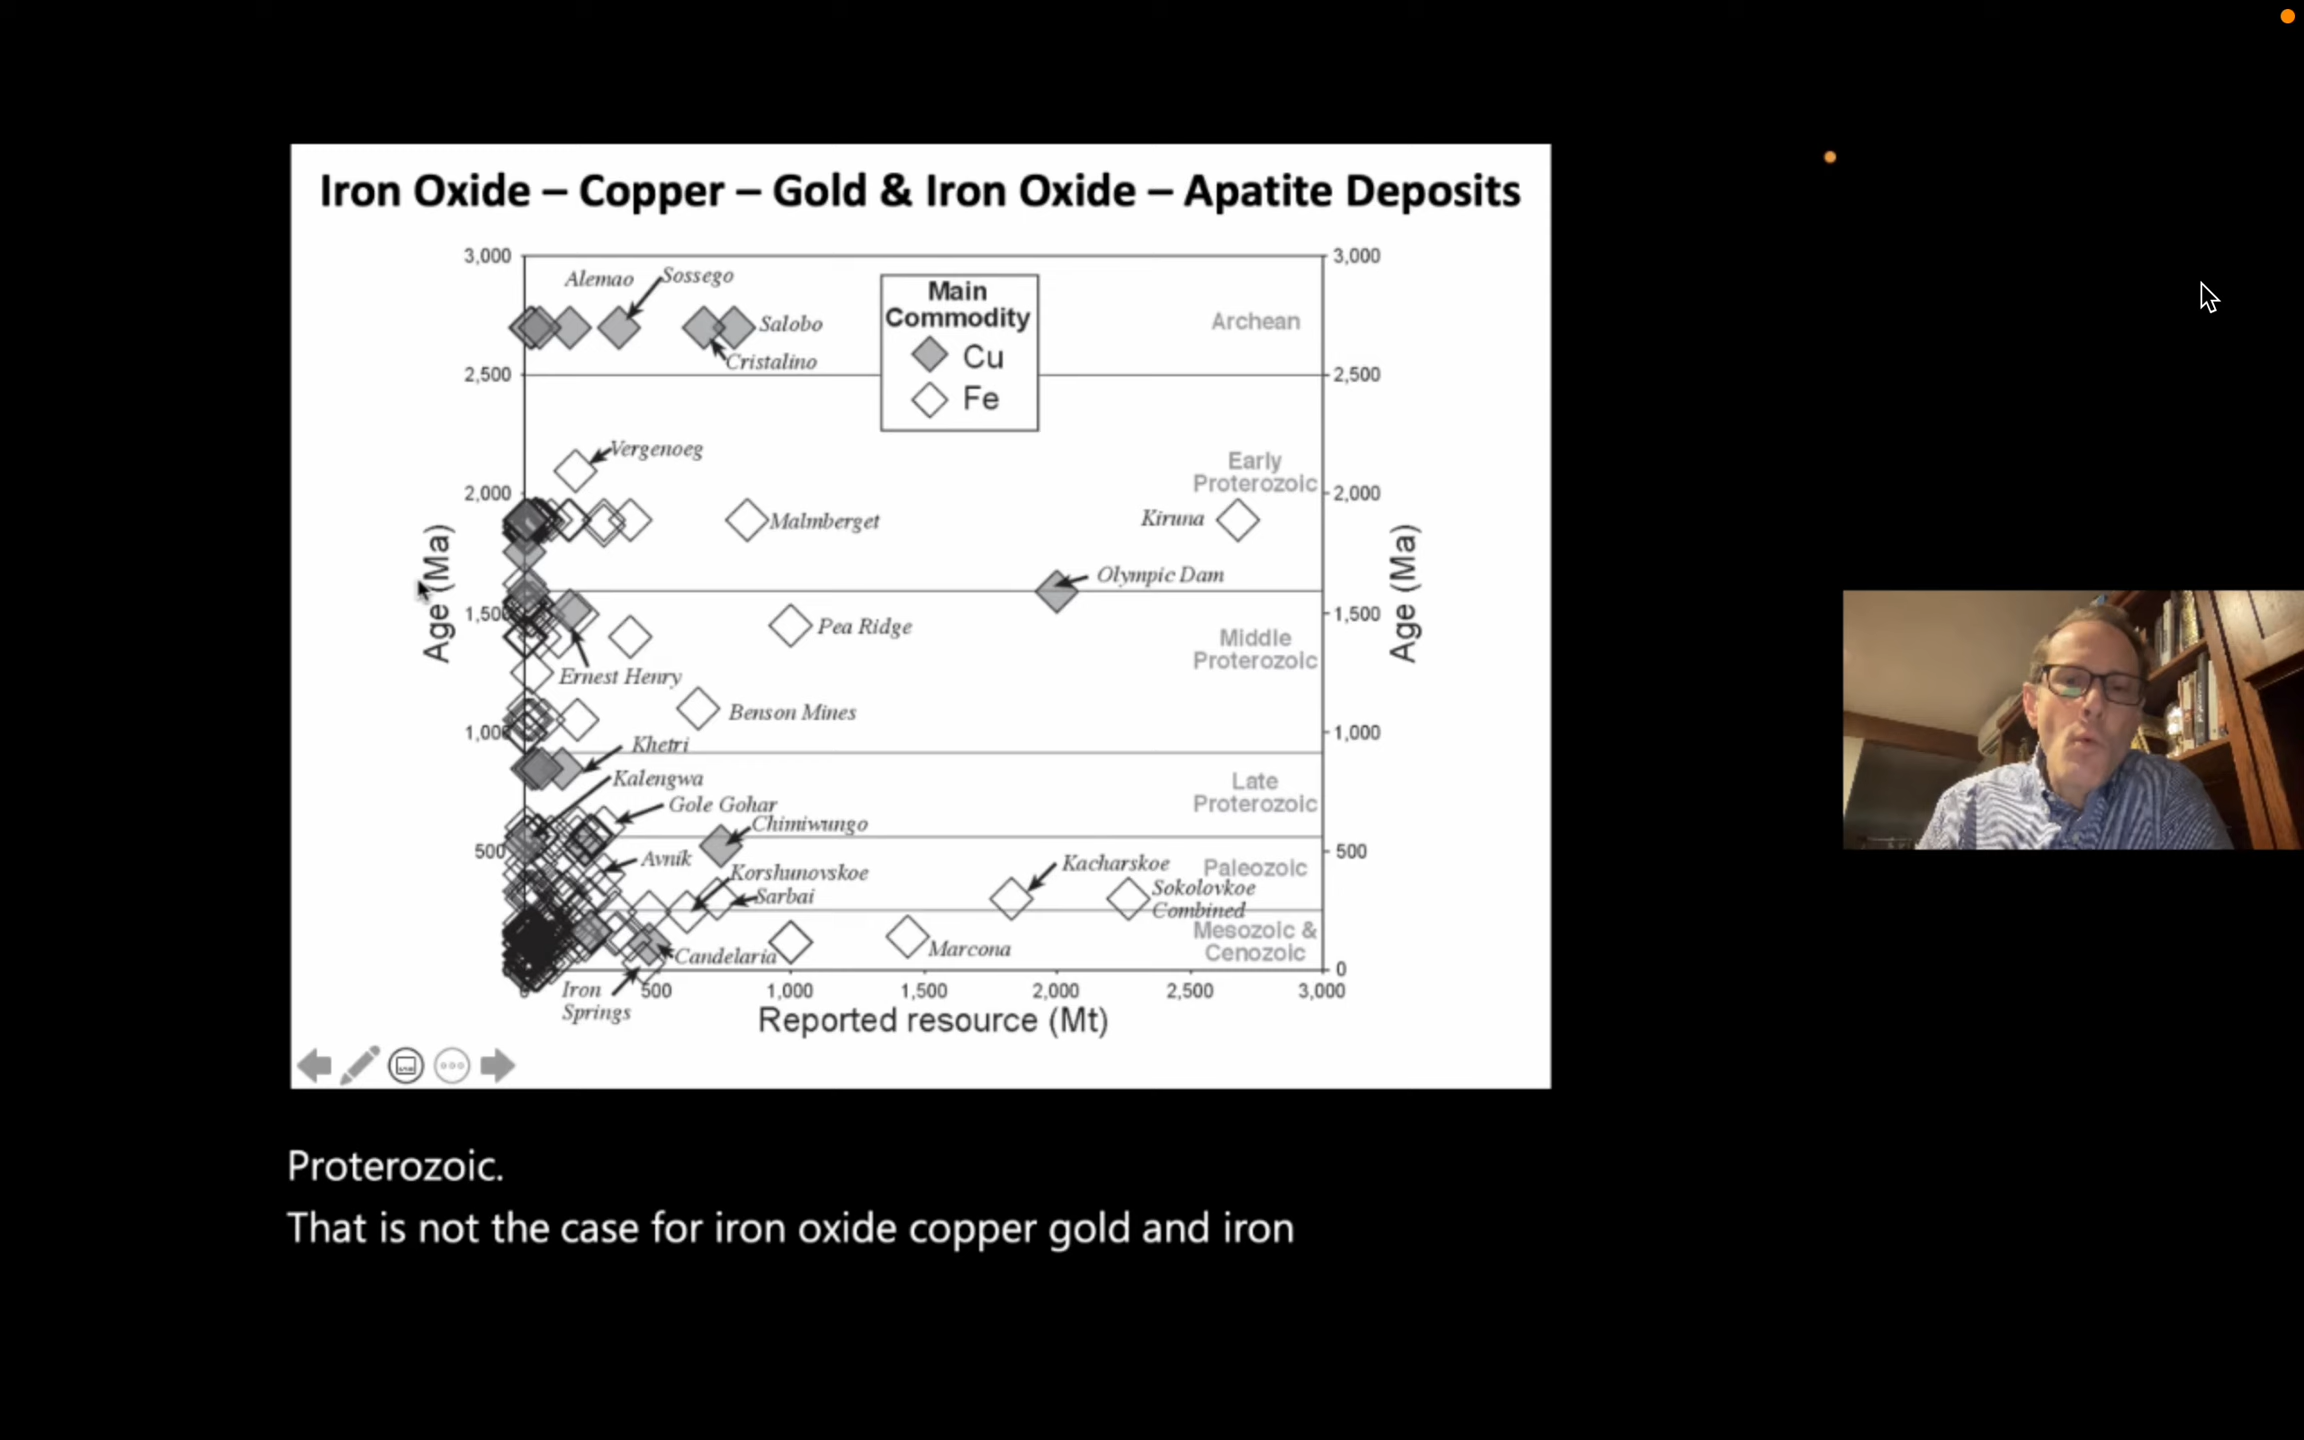 Iron Oxide – Copper – Gold & Iron Oxide – Apatite Deposits
3,000
3,000
Alemao
Sossego
Main
Commodity
Cu
Fe
Salobo
Archean
Cristalino
2,500
2,500
Vergenoeg
Early
Proterozoic
2,000
2,000
Malmberget
Kiruna
Age (Ma)
Age (Ma)
Olympic Dam
1,500
1,500
Pea Ridge
Middle
Proterozoic
Ernest Henry
Benson Mines
1,000
1,000
Khetri
Kalengwa
Late
Proterozoic
Gole Gohar
Chimiwungo
500
500
Avnik
Korshunovskoe
Sarbai
Kacharskoe
Paleozoic
Sokolovkoe
Combined
Mesozoic &
Cenozoic
Candelaria
Marcona
0
Iron
Springs
0
500
1,000
1,500
2,000
2,500
3,000
Reported resource (Mt)
Proterozoic.
That is not the case for iron oxide copper gold and iron